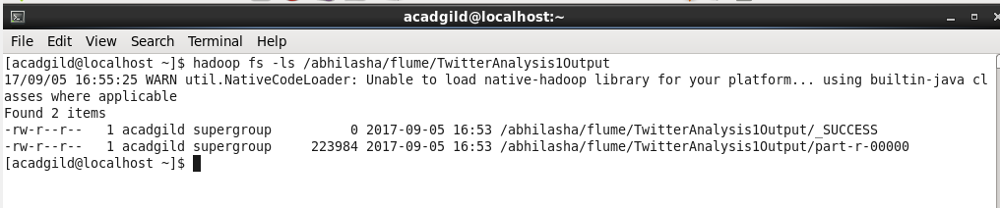 acadgild@localhost:~
File Edit View Search Terminal Help
[acadgild@localhost ~]$ hadoop fs -ls /abhilasha/flume/TwitterAnalysis1Output
17/09/05 16:55:25 WARN util.NativeCodeLoader: Unable to load native-hadoop library for your platform... using builtin-java cl
asses where applicable
Found 2 items
-rw-r--r--   1 acadgild supergroup          0 2017-09-05 16:53 /abhilasha/flume/TwitterAnalysis1Output/_SUCCESS
-rw-r--r--   1 acadgild supergroup     223984 2017-09-05 16:53 /abhilasha/flume/TwitterAnalysis1Output/part-r-00000
[acadgild@localhost ~]$